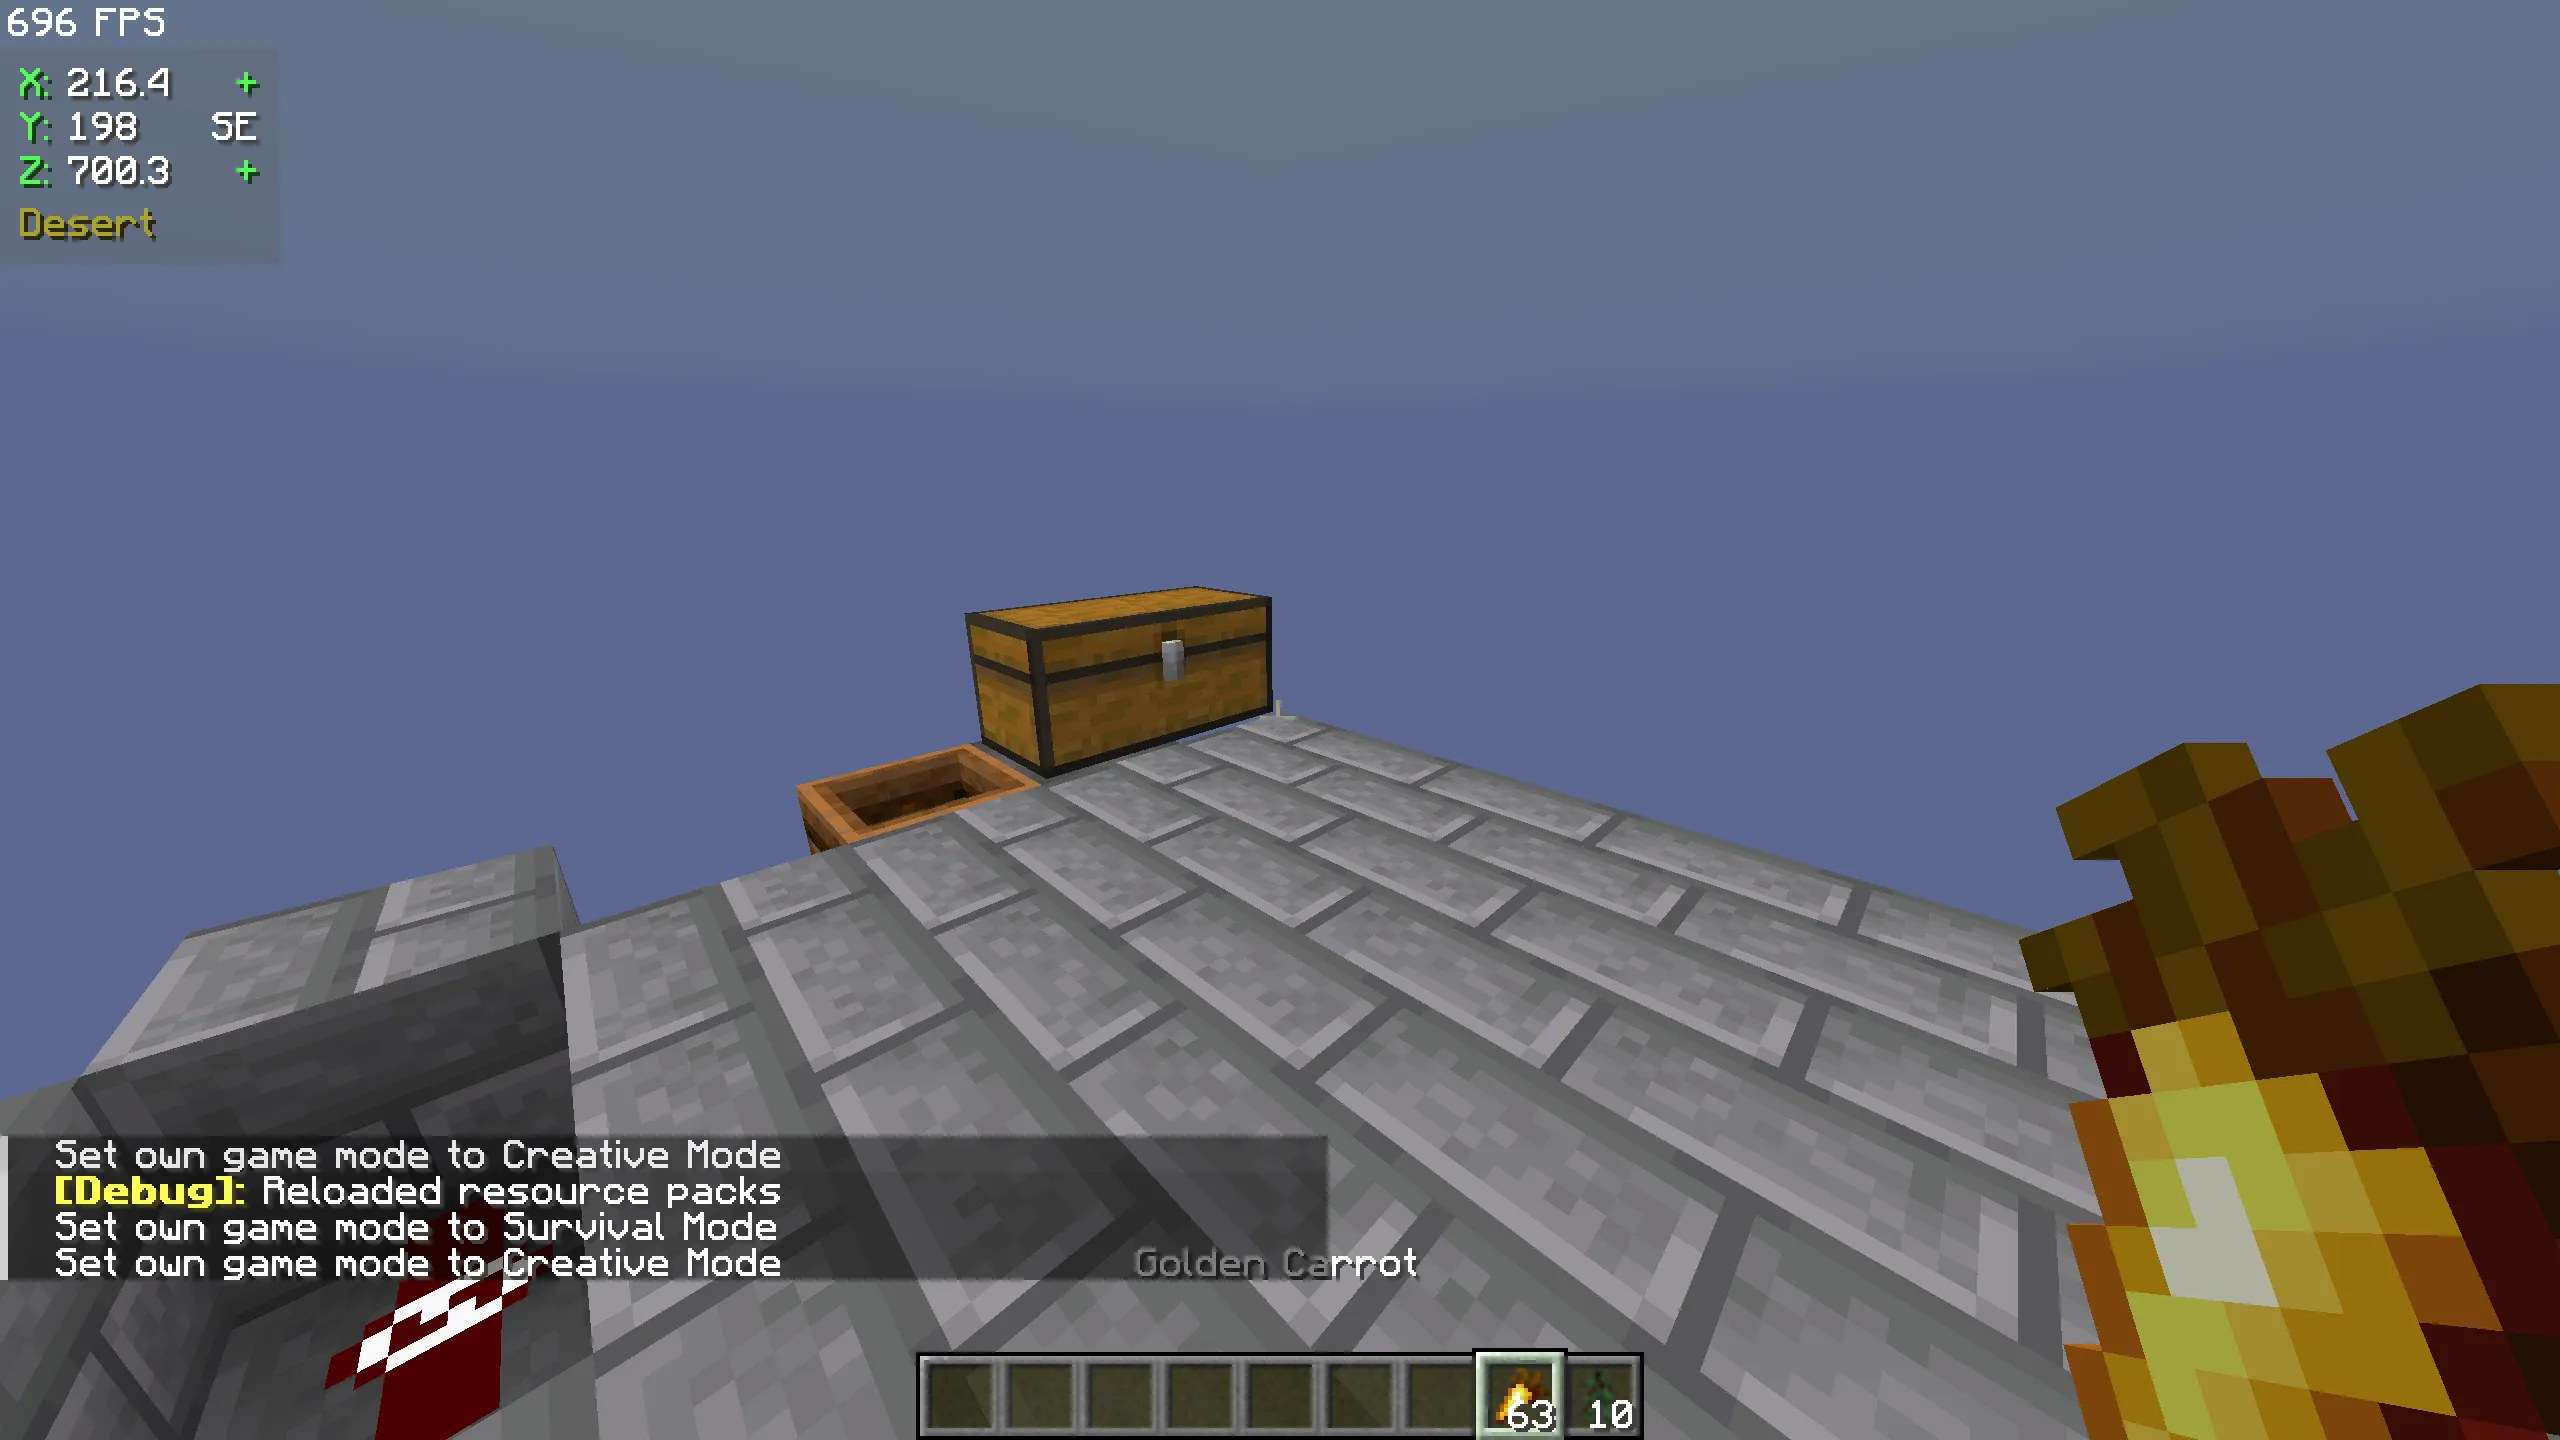 696 FPS
X: 216.4 +
Y: 198 SE
Z: 700.3 +
Desert
Set own game mode to Creative Mode
[Debug]: Reloaded resource packs
Set own game mode to Survival Mode
Set own game mode to Creative Mode
Golden Carrot
63 10